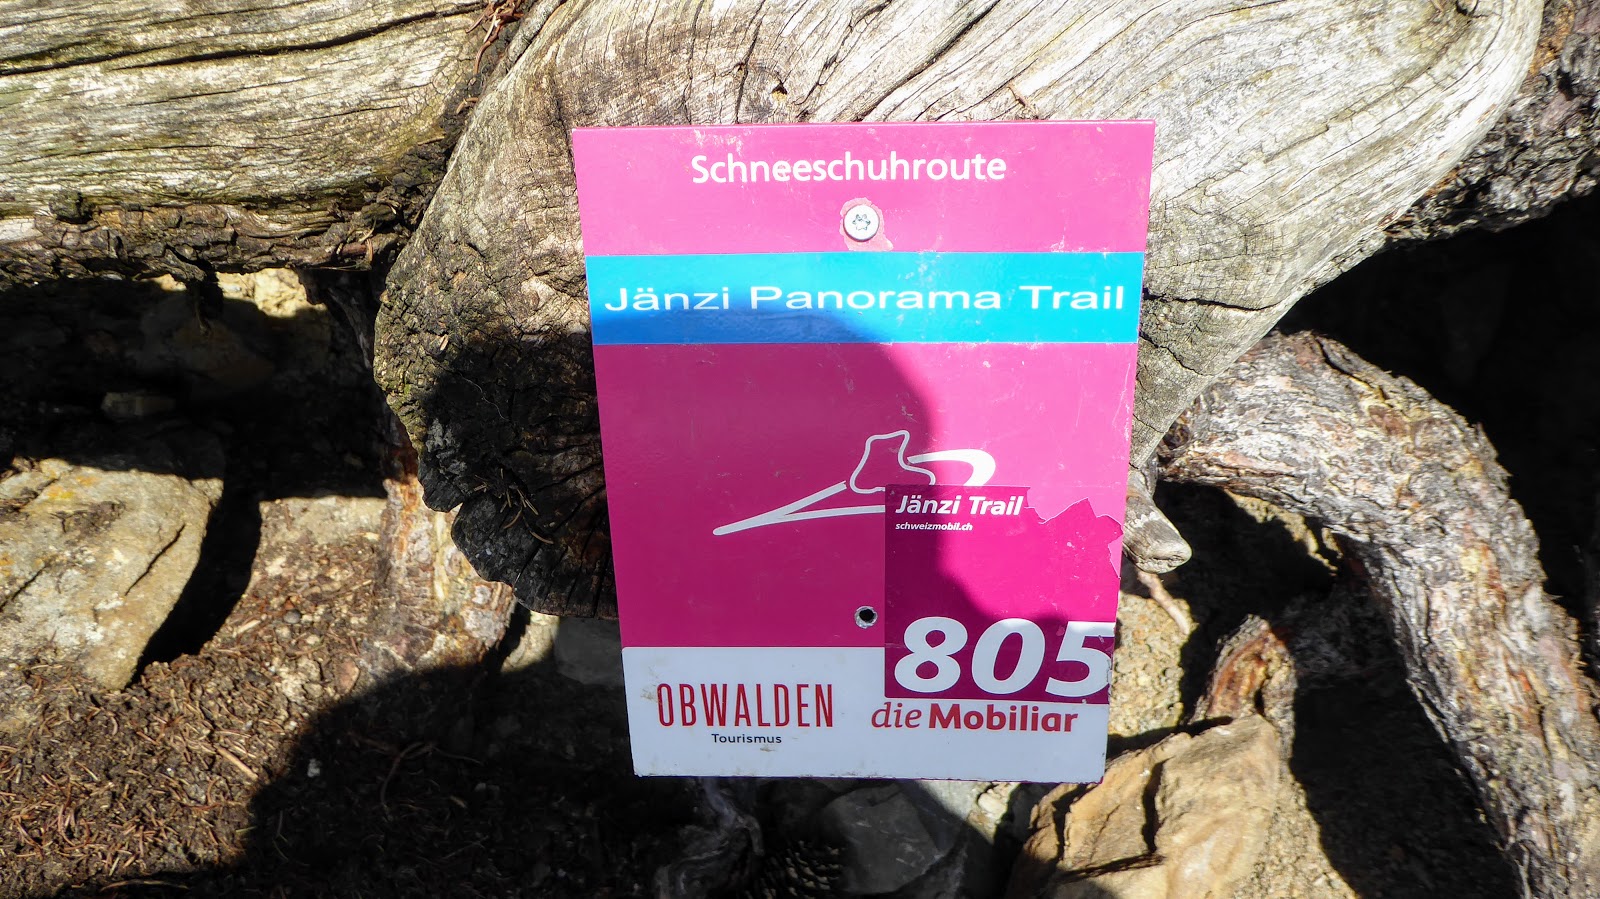 Schneeschuhroute
Jänzi Panorama Trail
Jänzi Trail
schweizmobil.ch
805
OBWALDEN
Tourismus
die Mobiliar